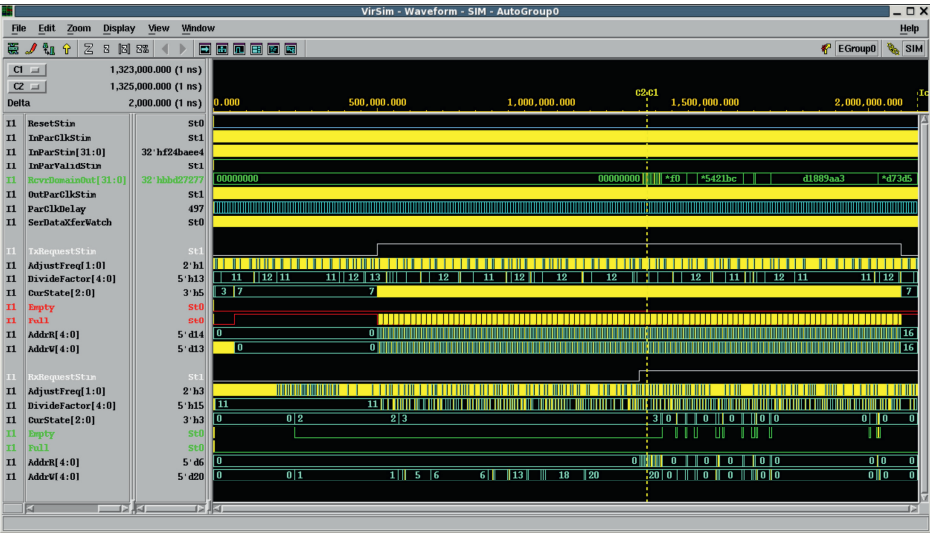 VirSim - Waveform - SIM - AutoGroup0
File Edit Zoom Display View Window Help
EGroup0 SIM
C1 1,323,000.000 (1 ns)
C2 1,325,000.000 (1 ns)
Delta 2,000.000 (1 ns)
C2 C1
0.000 500,000.000 1,000,000.000 1,500,000.000 2,000,000.000
I1 ResetStim St0
I1 InParClkStim St1
I1 InParStim[31:0] 32'hf24baee4
I1 InParValidStim St1
I1 RcvrDomainOut[31:0] 32'hbbd27277 00000000 00000000 *f0 *5421bc d1889aa3 *d73d5
I1 OutParClkStim St1
I1 ParClkDelay 497
I1 SerDataXferWatch St0
I1 TxRequestStim St1
I1 AdjustFreq[1:0] 2'h1
I1 DivideFactor[4:0] 5'h13 11 12 11 11 12 13 12 11 12 12 12 12 11 12 11 11 12
I1 CurState[2:0] 3'h5 3 7 7 7
I1 Empty St0
I1 Full St0
I1 AddrR[4:0] 5'd14 0 0 16
I1 AddrW[4:0] 5'd13 0 0 16
I1 RxRequestStim St1
I1 AdjustFreq[1:0] 2'h3
I1 DivideFactor[4:0] 5'h15 11 11
I1 CurState[2:0] 3'h3 0 0 2 2 3 3 0 0 0 0 0 0
I1 Empty St0
I1 Full St0
I1 AddrR[4:0] 5'd6 0 0 0 0 0 0 0 0
I1 AddrW[4:0] 5'd20 0 0 1 1 5 6 6 13 18 20 20 0 0 0 0 0 0